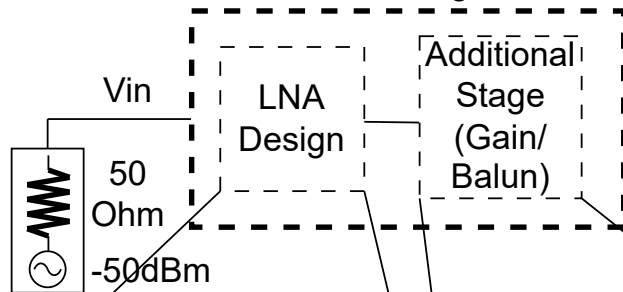 Vin
LNA
Design
Additional
Stage
(Gain/
Balun)
50
Ohm
-50dBm